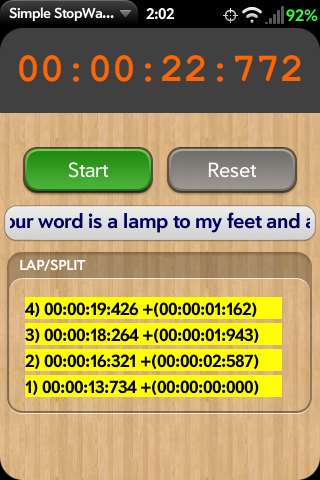 Simple StopWa... 2:02 92%
00:00:22:772
Start Reset
our word is a lamp to my feet and a
LAP/SPLIT
4) 00:00:19:426 +(00:00:01:162)
3) 00:00:18:264 +(00:00:01:943)
2) 00:00:16:321 +(00:00:02:587)
1) 00:00:13:734 +(00:00:00:000)